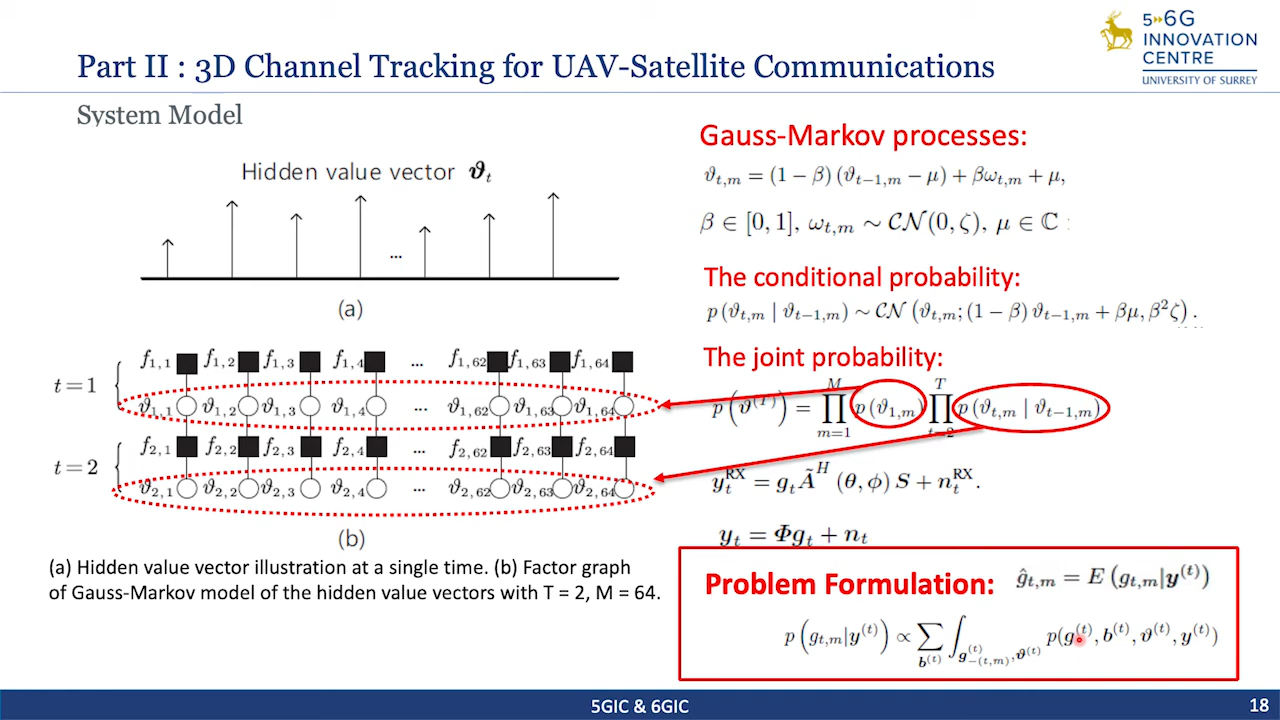 Part II : 3D Channel Tracking for UAV-Satellite Communications
5 6G
INNOVATION
CENTRE
UNIVERSITY OF SURREY
System Model
Hidden value vector ϑ_t
...
(a)
t=1
f_{1,1} f_{1,2} f_{1,3} f_{1,4} ... f_{1,62} f_{1,63} f_{1,64}
ϑ_{1,1} ϑ_{1,2} ϑ_{1,3} ϑ_{1,4} ... ϑ_{1,62} ϑ_{1,63} ϑ_{1,64}
t=2
f_{2,1} f_{2,2} f_{2,3} f_{2,4} ... f_{2,62} f_{2,63} f_{2,64}
ϑ_{2,1} ϑ_{2,2} ϑ_{2,3} ϑ_{2,4} ... ϑ_{2,62} ϑ_{2,63} ϑ_{2,64}
(b)
(a) Hidden value vector illustration at a single time. (b) Factor graph
of Gauss-Markov model of the hidden value vectors with T = 2, M = 64.
Gauss-Markov processes:
ϑ_{t,m} = (1 − β) (ϑ_{t−1,m} − μ) + βω_{t,m} + μ,
β ∈ [0, 1], ω_{t,m} ∼ 𝒞𝒩 (0, ζ), μ ∈ ℂ
The conditional probability:
p (ϑ_{t,m} | ϑ_{t−1,m}) ∼ 𝒞𝒩 (ϑ_{t,m}; (1 − β) ϑ_{t−1,m} + βμ, β²ζ) .
The joint probability:
p (ϑ^{(T)}) = ∏_{m=1}^{M} p (ϑ_{1,m}) ∏_{t=2}^{T} p (ϑ_{t,m} | ϑ_{t−1,m})
y_t^{RX} = g_t Ã^H (θ, ϕ) S + n_t^{RX} .
y_t = Φg_t + n_t
Problem Formulation: ĝ_{t,m} = E (g_{t,m}|y^{(t)})
p (g_{t,m}|y^{(t)}) ∝ ∑_{b^{(t)}} ∫_{g_{−(t,m)}^{(t)}, ϑ^{(t)}} p(g^{(t)}, b^{(t)}, ϑ^{(t)}, y^{(t)})
5GIC & 6GIC
18